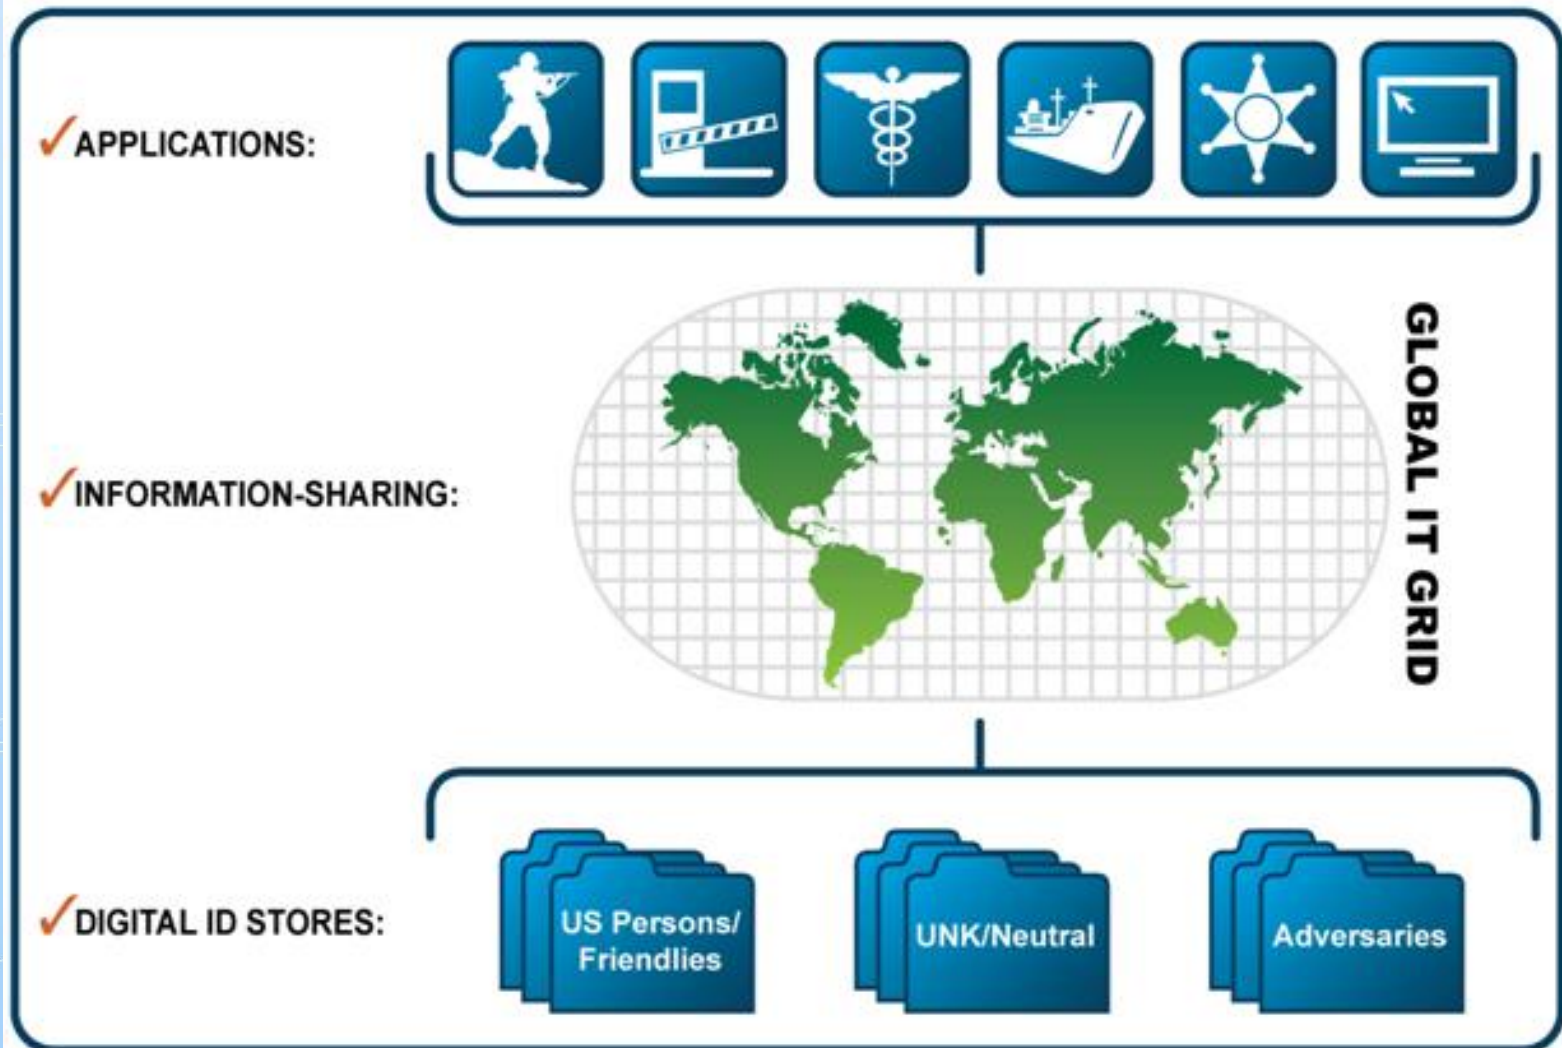 APPLICATIONS:
INFORMATION-SHARING:
GLOBAL IT GRID
DIGITAL ID STORES:
US Persons/
Friendlies
UNK/Neutral
Adversaries